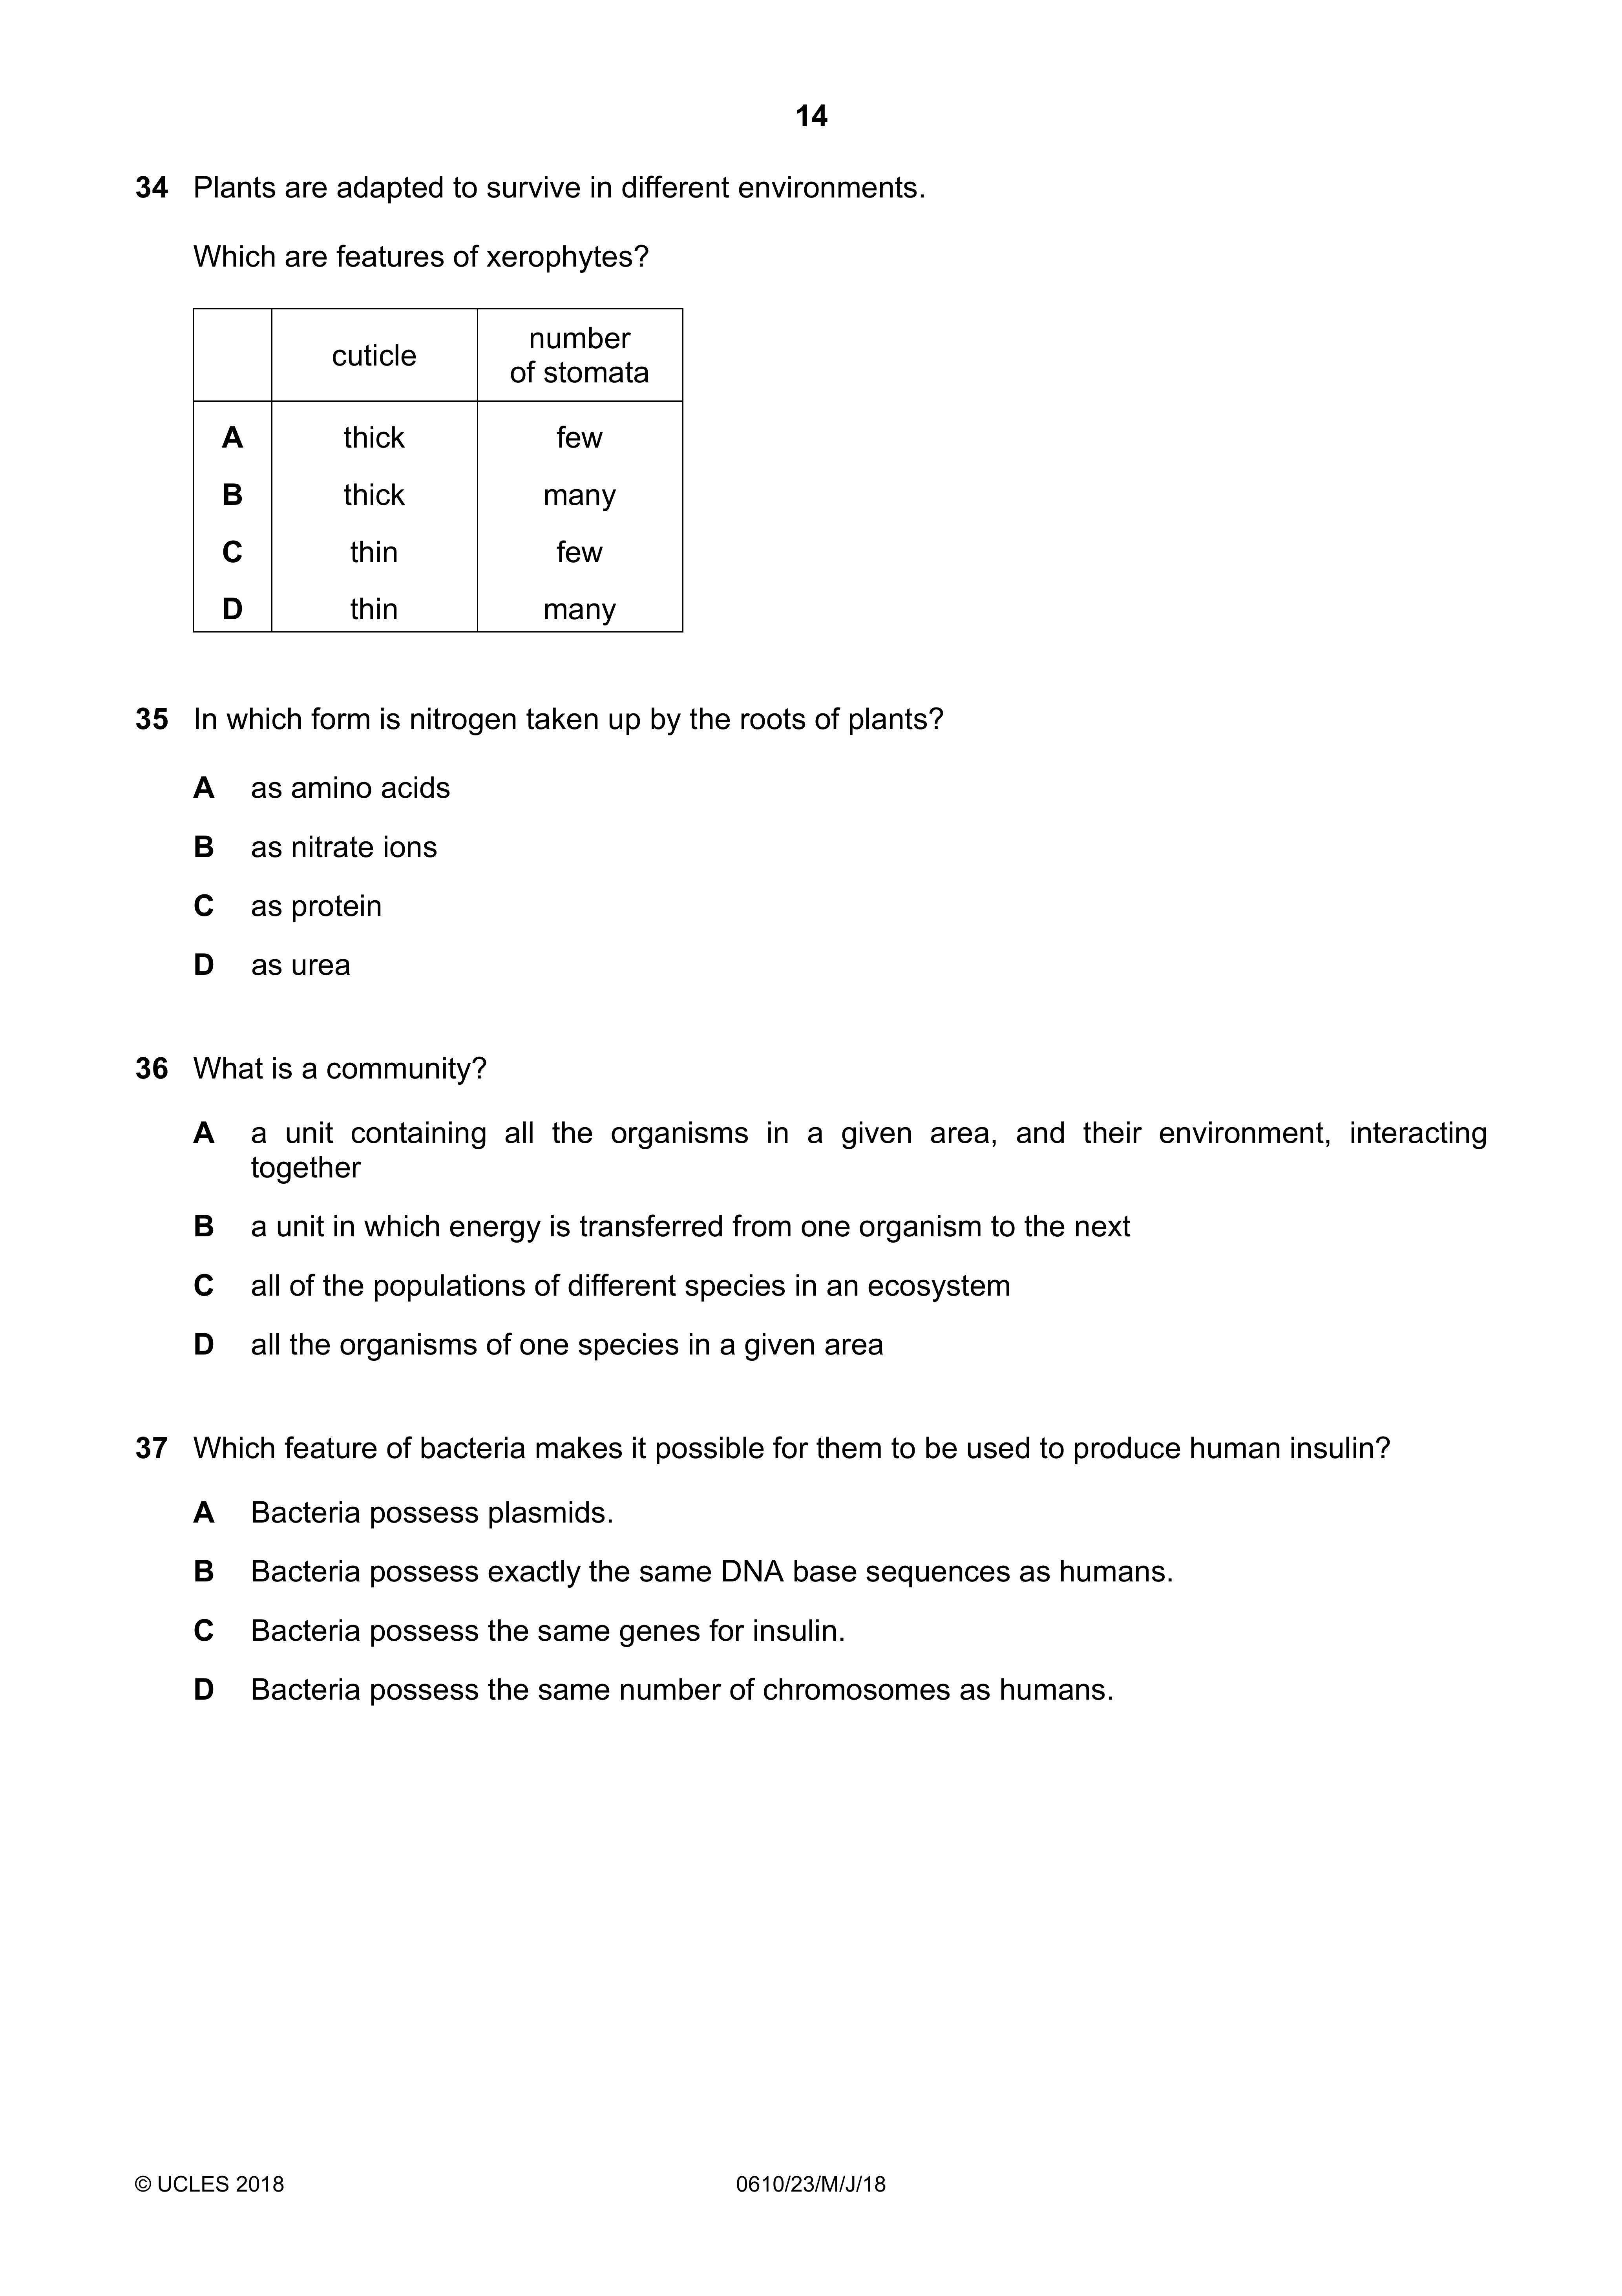 14
34 Plants are adapted to survive in different environments.
Which are features of xerophytes?
cuticle number of stomata
A thick few
B thick many
C thin few
D thin many
35 In which form is nitrogen taken up by the roots of plants?
A as amino acids
B as nitrate ions
C as protein
D as urea
36 What is a community?
A a unit containing all the organisms in a given area, and their environment, interacting
together
B a unit in which energy is transferred from one organism to the next
C all of the populations of different species in an ecosystem
D all the organisms of one species in a given area
37 Which feature of bacteria makes it possible for them to be used to produce human insulin?
A Bacteria possess plasmids.
B Bacteria possess exactly the same DNA base sequences as humans.
C Bacteria possess the same genes for insulin.
D Bacteria possess the same number of chromosomes as humans.
© UCLES 2018 0610/23/M/J/18